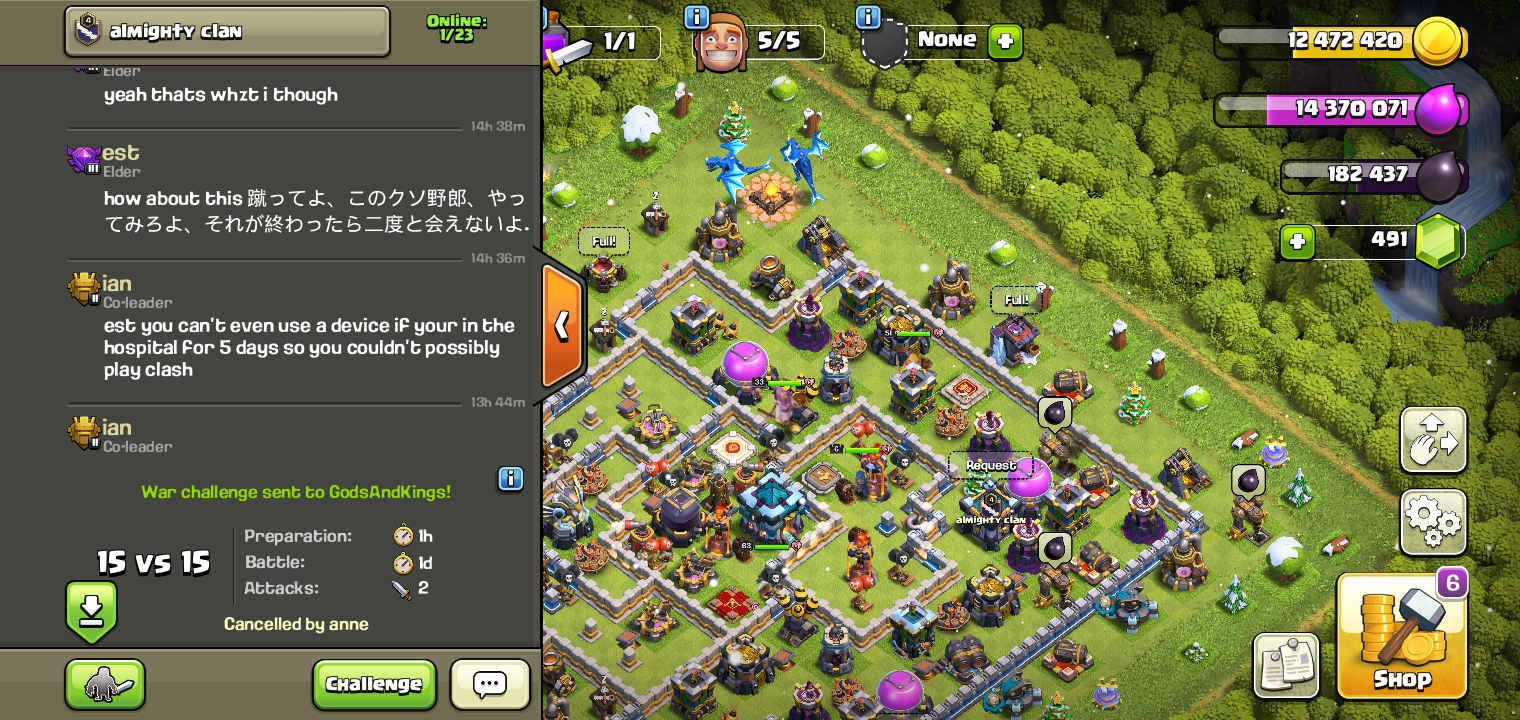 almighty clan
Online:
1/23
Elder
yeah thats whzt i though
14h 38m
est
Elder
how about this 蹴ってよ、このクソ野郎、やっ
てみろよ、それが終わったら二度と会えないよ.
14h 36m
ian
Co-leader
est you can't even use a device if your in the
hospital for 5 days so you couldn't possibly
play clash
13h 44m
ian
Co-leader
War challenge sent to GodsAndKings!
15 vs 15
Preparation: 1h
Battle: 1d
Attacks: 2
Cancelled by anne
Challenge
1/1
5/5
None
12 472 420
14 370 071
182 437
491
Full!
Full!
Request
almighty clan
33
63
6
Shop